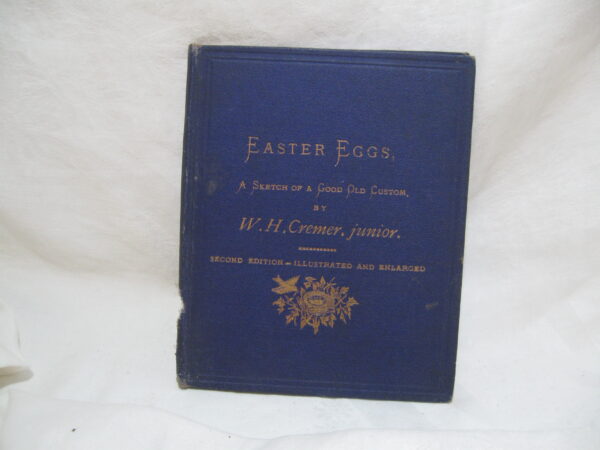 EASTER EGGS,
A SKETCH OF A GOOD OLD CUSTOM,
BY
W. H. Cremer. junior.
SECOND EDITION - ILLUSTRATED AND ENLARGED